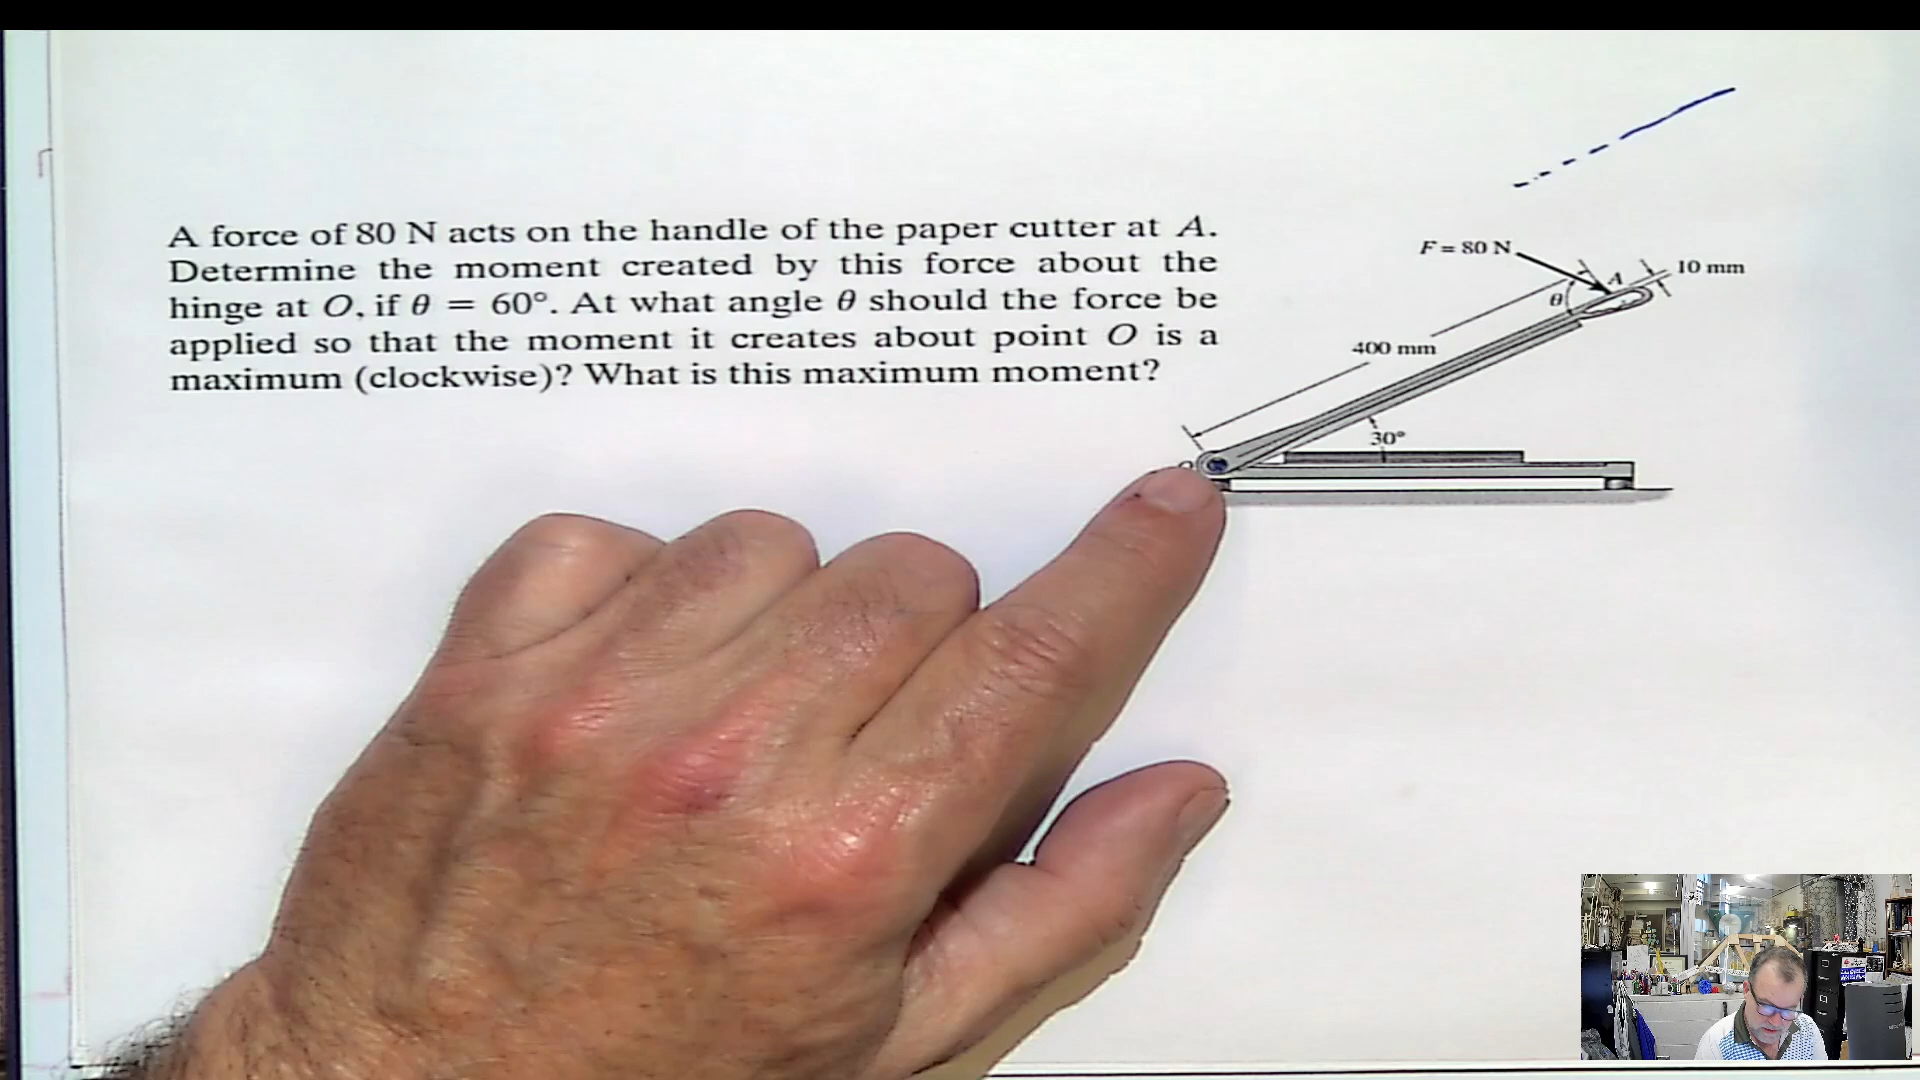 A force of 80 N acts on the handle of the paper cutter at A.
Determine the moment created by this force about the
hinge at O, if θ = 60°. At what angle θ should the force be
applied so that the moment it creates about point O is a
maximum (clockwise)? What is this maximum moment?
F = 80 N
A
10 mm
θ
400 mm
30°